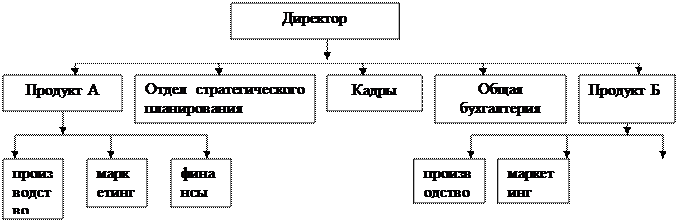 Директор
Продукт А
Отдел стратегического
планирования
Кадры
Общая
бухгалтерия
Продукт Б
произ
водст
во
марк
етинг
фина
нсы
произв
одство
маркет
инг